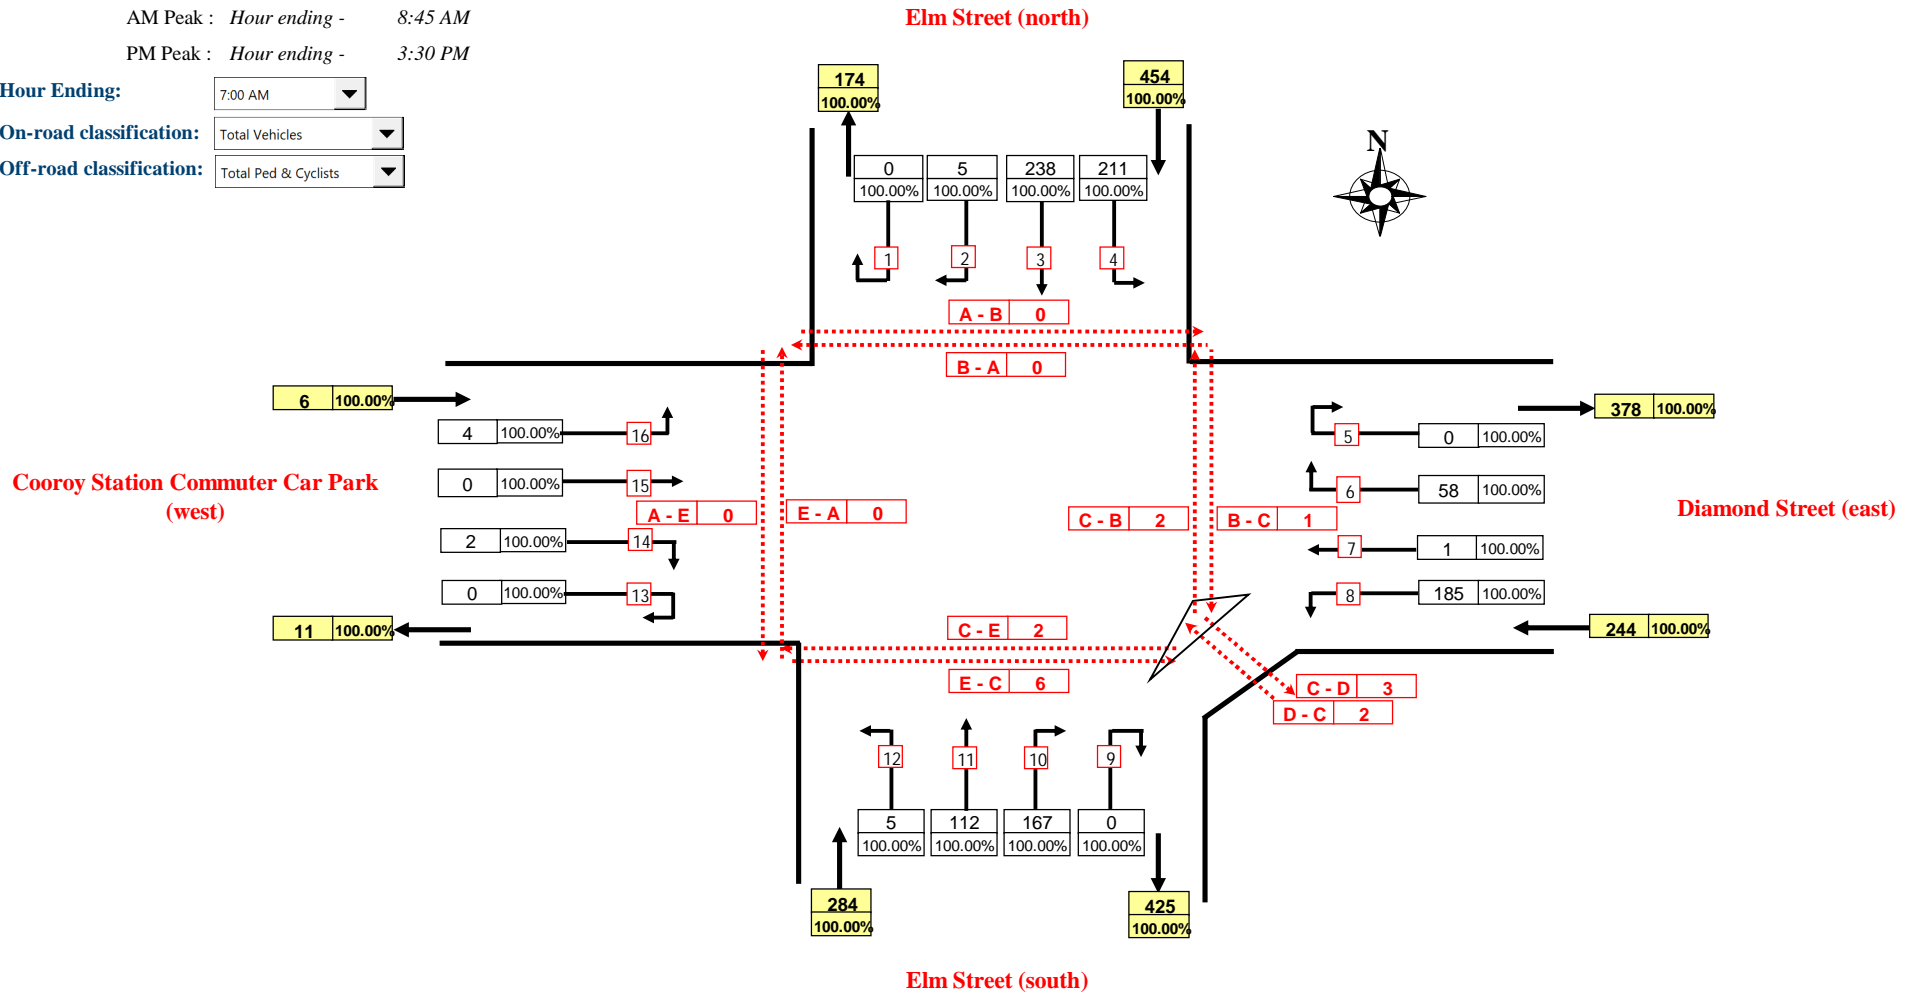 AM Peak : Hour ending - 8:45 AM
PM Peak : Hour ending - 3:30 PM
Hour Ending: 7:00 AM
On-road classification: Total Vehicles
Off-road classification: Total Ped & Cyclists
Elm Street (north)
174
100.00%
454
100.00%
N
0 5 238 211
100.00% 100.00% 100.00% 100.00%
1 2 3 4
A - B 0
B - A 0
6 100.00%
4 100.00% 16
0 100.00% 15
2 100.00% 14
0 100.00% 13
11 100.00%
Cooroy Station Commuter Car Park
(west)
A - E 0
E - A 0
C - B 2
B - C 1
378 100.00%
5 0 100.00%
6 58 100.00%
7 1 100.00%
8 185 100.00%
244 100.00%
Diamond Street (east)
C - E 2
E - C 6
C - D 3
D - C 2
12 11 10 9
5 112 167 0
100.00% 100.00% 100.00% 100.00%
284
100.00%
425
100.00%
Elm Street (south)